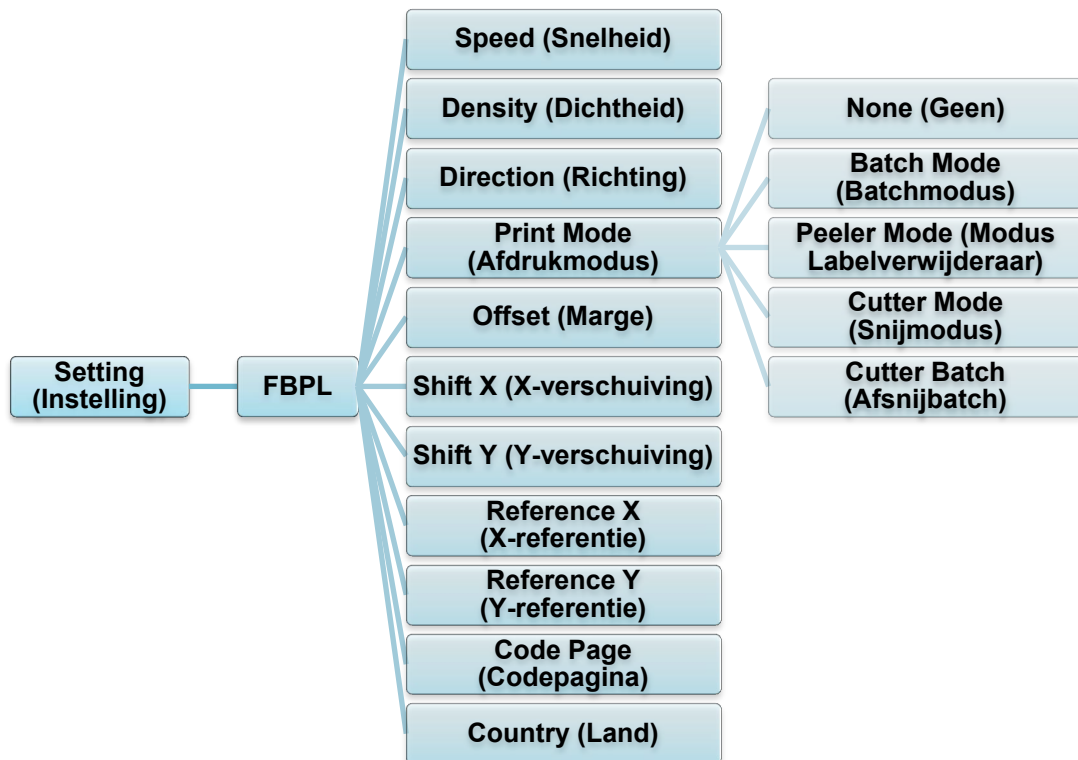 Setting
(Instelling)
FBPL
Speed (Snelheid)
Density (Dichtheid)
Direction (Richting)
Print Mode
(Afdrukmodus)
Offset (Marge)
Shift X (X-verschuiving)
Shift Y (Y-verschuiving)
Reference X
(X-referentie)
Reference Y
(Y-referentie)
Code Page
(Codepagina)
Country (Land)
None (Geen)
Batch Mode
(Batchmodus)
Peeler Mode (Modus
Labelverwijderaar)
Cutter Mode
(Snijmodus)
Cutter Batch
(Afsnijbatch)